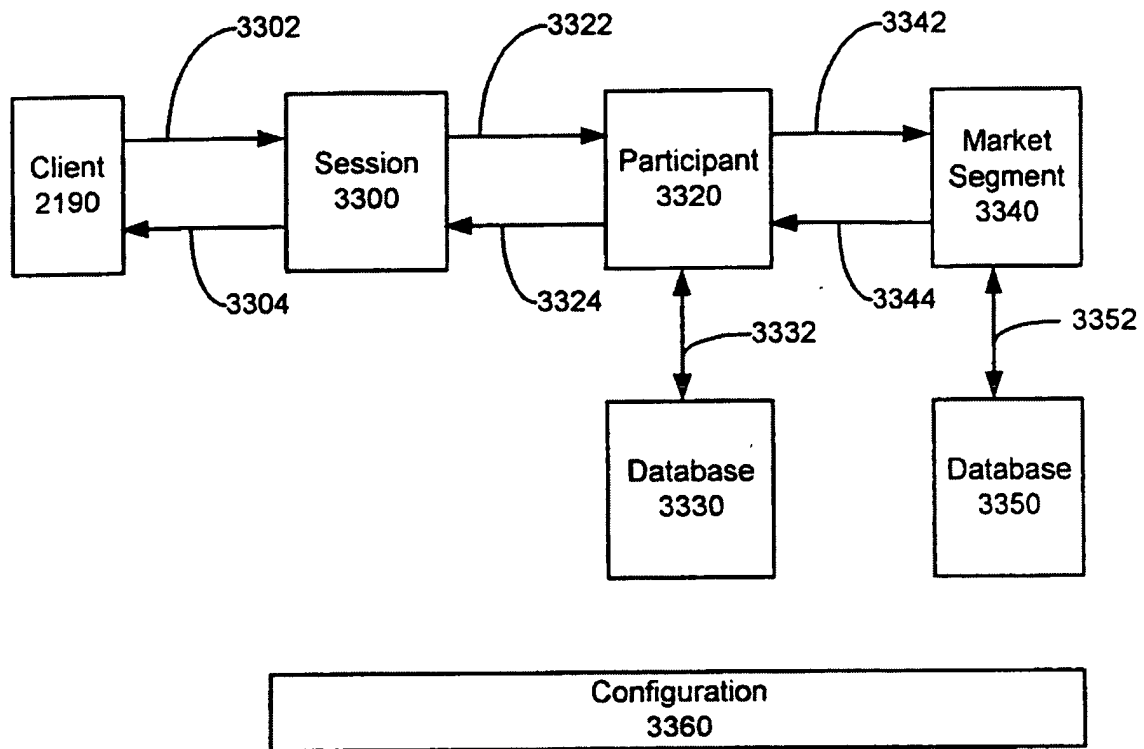 3302
3322
3342
Client
2190
Session
3300
Participant
3320
Market
Segment
3340
3304
3324
3344
3332
3352
Database
3330
Database
3350
Configuration
3360